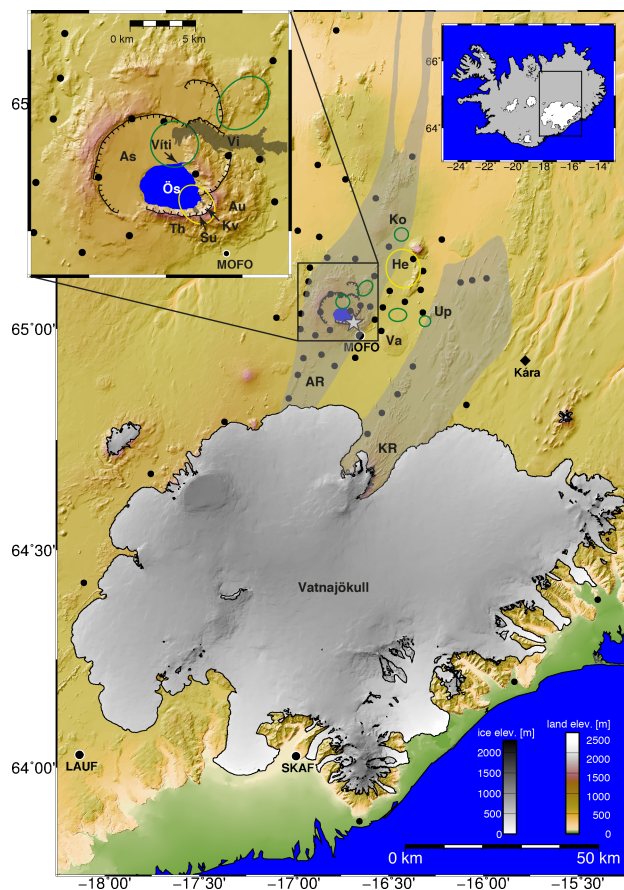 0 km 5 km
65
Víti
Vi
As
Ös
Au
Kv
Su
Tb
MOFO
66
64
−24 −22 −20 −18 −16 −14
Ko
He
Up
65°00'
Va
MOFO
Kára
AR
KR
64°30'
Vatnajökull
ice elev. [m]
2000
1500
1000
500
0
land elev. [m]
2500
2000
1500
1000
500
0
64°00'
LAUF
SKAF
0 km 50 km
−18°00' −17°30' −17°00' −16°30' −16°00' −15°30'